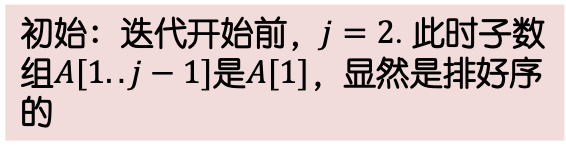 初始：迭代开始前，j = 2. 此时子数
组A[1..j − 1]是A[1]，显然是排好序
的